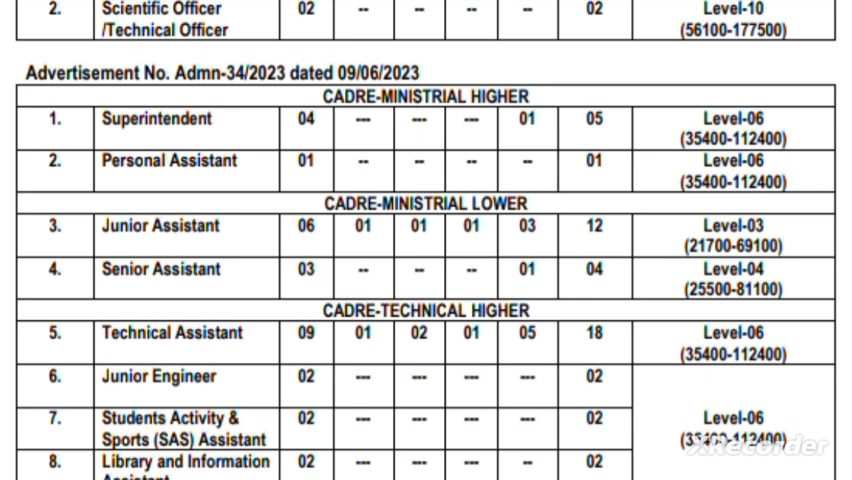 2. Scientific Officer 02 -- -- -- -- 02 Level-10
/Technical Officer (56100-177500)
Advertisement No. Admn-34/2023 dated 09/06/2023
CADRE-MINISTRIAL HIGHER
1. Superintendent 04 --- --- --- 01 05 Level-06
(35400-112400)
2. Personal Assistant 01 -- -- -- -- 01 Level-06
(35400-112400)
CADRE-MINISTRIAL LOWER
3. Junior Assistant 06 01 01 01 03 12 Level-03
(21700-69100)
4. Senior Assistant 03 -- -- -- 01 04 Level-04
(25500-81100)
CADRE-TECHNICAL HIGHER
5. Technical Assistant 09 01 02 01 05 18 Level-06
(35400-112400)
6. Junior Engineer 02 --- --- --- --- 02
7. Students Activity & 02 --- --- --- --- 02 Level-06
Sports (SAS) Assistant (35400-112400)
XRecorder
8. Library and Information 02 --- --- --- -- 02
Assistant